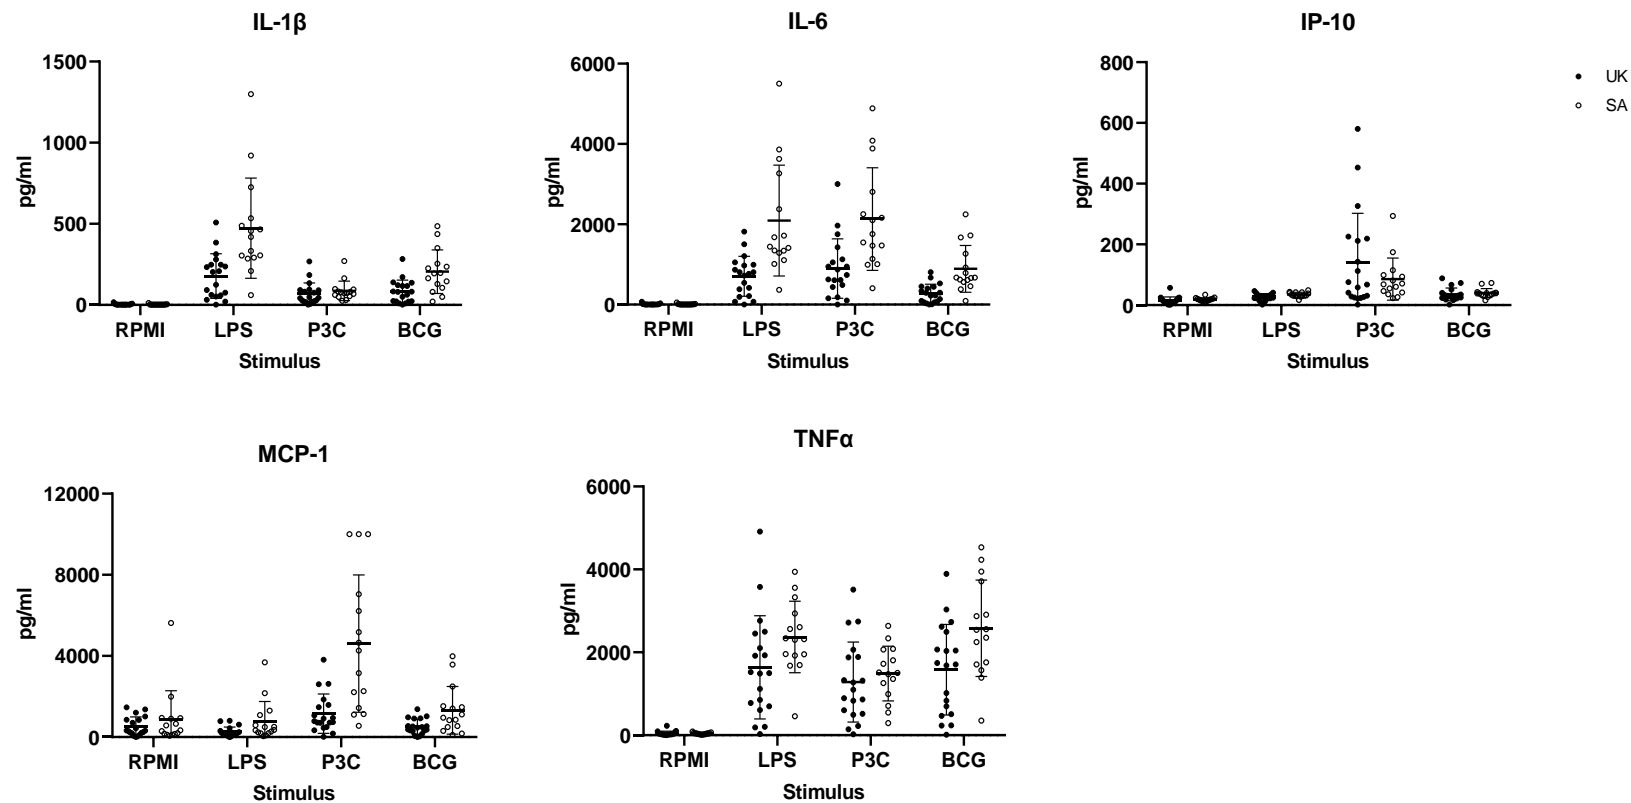 IL-1β
1500
1000
500
0
pg/ml
RPMI LPS P3C BCG
Stimulus
IL-6
6000
4000
2000
0
pg/ml
RPMI LPS P3C BCG
Stimulus
IP-10
800
600
400
200
0
pg/ml
RPMI LPS P3C BCG
Stimulus
UK
SA
MCP-1
12000
8000
4000
0
pg/ml
RPMI LPS P3C BCG
Stimulus
TNFα
6000
4000
2000
0
pg/ml
RPMI LPS P3C BCG
Stimulus